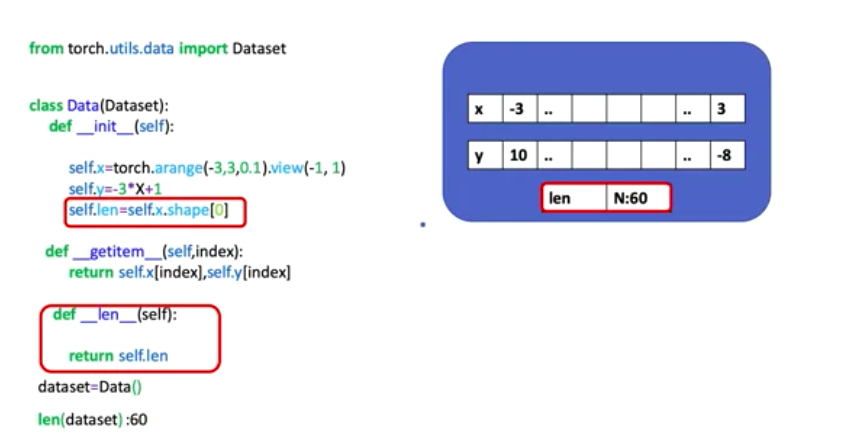 from torch.utils.data import Dataset
class Data(Dataset):
def __init__(self):
self.x=torch.arange(-3,3,0.1).view(-1, 1)
self.y=-3*X+1
self.len=self.x.shape[0]
def __getitem__(self,index):
return self.x[index],self.y[index]
def __len__(self):
return self.len
dataset=Data()
len(dataset) :60
x -3 .. .. 3
y 10 .. .. -8
len N:60